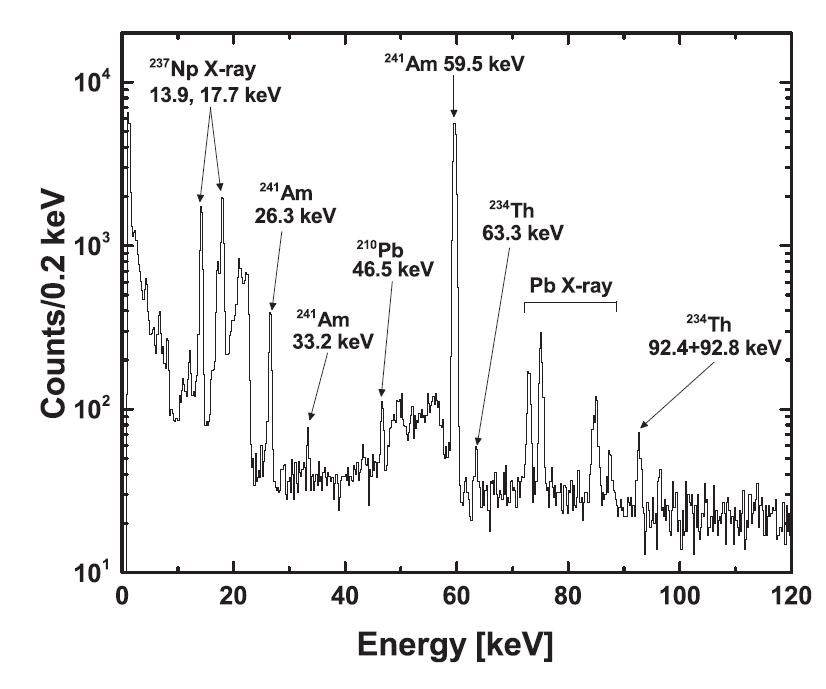 ²³⁷Np X-ray
13.9, 17.7 keV
²⁴¹Am 59.5 keV
²⁴¹Am
26.3 keV
²³⁴Th
63.3 keV
²¹⁰Pb
46.5 keV
Pb X-ray
²⁴¹Am
33.2 keV
²³⁴Th
92.4+92.8 keV
Counts/0.2 keV
10⁴
10³
10²
10¹
0 20 40 60 80 100 120
Energy [keV]